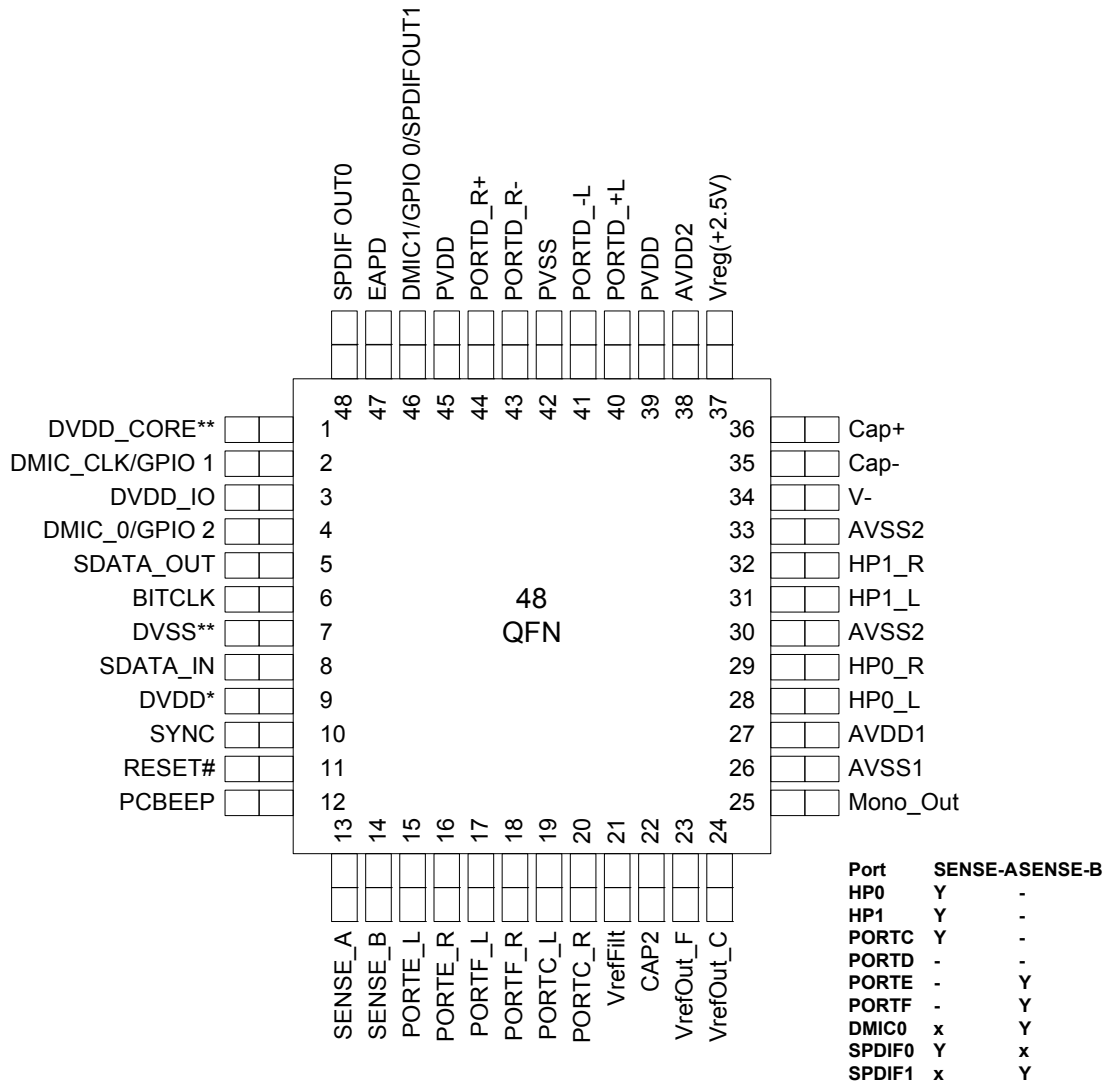 SPDIF OUT0
EAPD
DMIC1/GPIO 0/SPDIFOUT1
PVDD
PORTD_R+
PORTD_R-
PVSS
PORTD_-L
PORTD_+L
PVDD
AVDD2
Vreg(+2.5V)
48 47 46 45 44 43 42 41 40 39 38 37
DVDD_CORE** 1
DMIC_CLK/GPIO 1 2
DVDD_IO 3
DMIC_0/GPIO 2 4
SDATA_OUT 5
BITCLK 6
DVSS** 7
SDATA_IN 8
DVDD* 9
SYNC 10
RESET# 11
PCBEEP 12
48
QFN
36 Cap+
35 Cap-
34 V-
33 AVSS2
32 HP1_R
31 HP1_L
30 AVSS2
29 HP0_R
28 HP0_L
27 AVDD1
26 AVSS1
25 Mono_Out
13 14 15 16 17 18 19 20 21 22 23 24
SENSE_A
SENSE_B
PORTE_L
PORTE_R
PORTF_L
PORTF_R
PORTC_L
PORTC_R
VrefFilt
CAP2
VrefOut_F
VrefOut_C
Port SENSE-ASENSE-B
HP0 Y -
HP1 Y -
PORTC Y -
PORTD - -
PORTE - Y
PORTF - Y
DMIC0 x Y
SPDIF0 Y x
SPDIF1 x Y